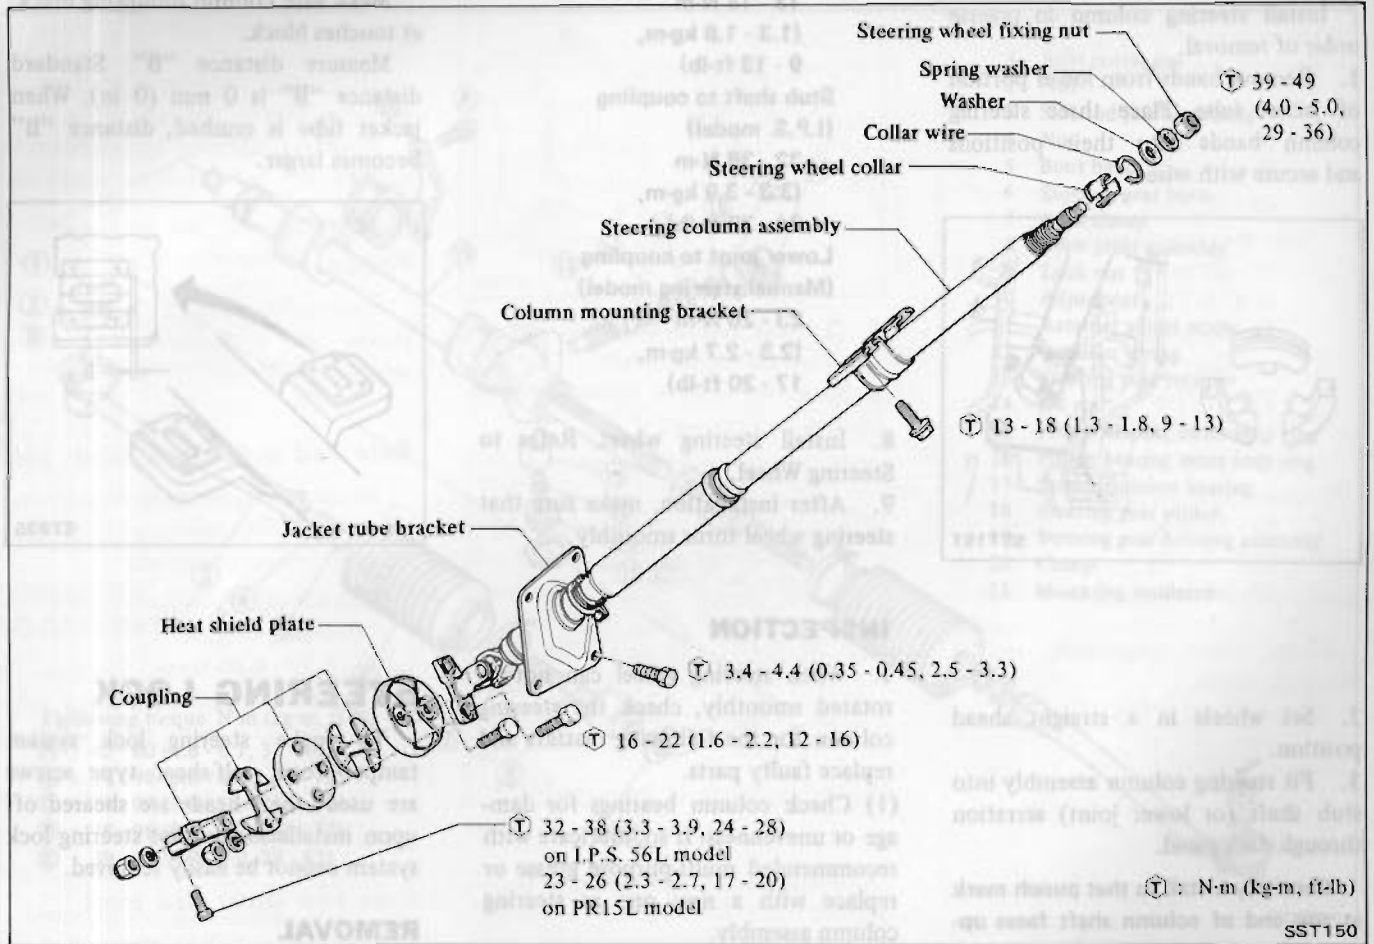 Steering wheel fixing nut
Spring washer
Washer
Collar wire
Steering wheel collar
Ⓣ 39 - 49
(4.0 - 5.0,
29 - 36)
Steering column assembly
Column mounting bracket
Ⓣ 13 - 18 (1.3 - 1.8, 9 - 13)
Jacket tube bracket
Heat shield plate
Ⓣ 3.4 - 4.4 (0.35 - 0.45, 2.5 - 3.3)
Coupling
Ⓣ 16 - 22 (1.6 - 2.2, 12 - 16)
Ⓣ 32 - 38 (3.3 - 3.9, 24 - 28)
on I.P.S. 56L model
23 - 26 (2.3 - 2.7, 17 - 20)
on PR15L model
Ⓣ : N·m (kg-m, ft-lb)
SST150